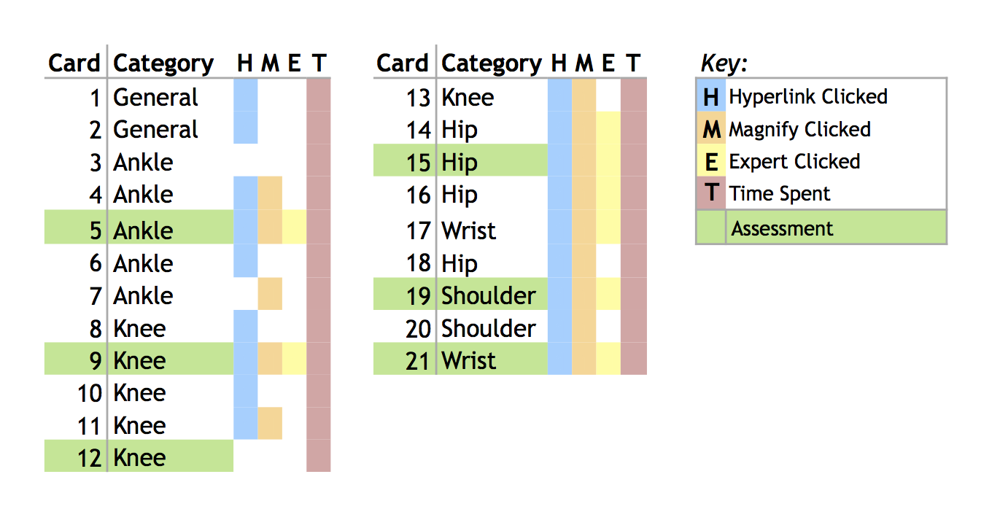 Card Category H M E T
1 General
2 General
3 Ankle
4 Ankle
5 Ankle
6 Ankle
7 Ankle
8 Knee
9 Knee
10 Knee
11 Knee
12 Knee
Card Category H M E T
13 Knee
14 Hip
15 Hip
16 Hip
17 Wrist
18 Hip
19 Shoulder
20 Shoulder
21 Wrist
Key:
H Hyperlink Clicked
M Magnify Clicked
E Expert Clicked
T Time Spent
Assessment